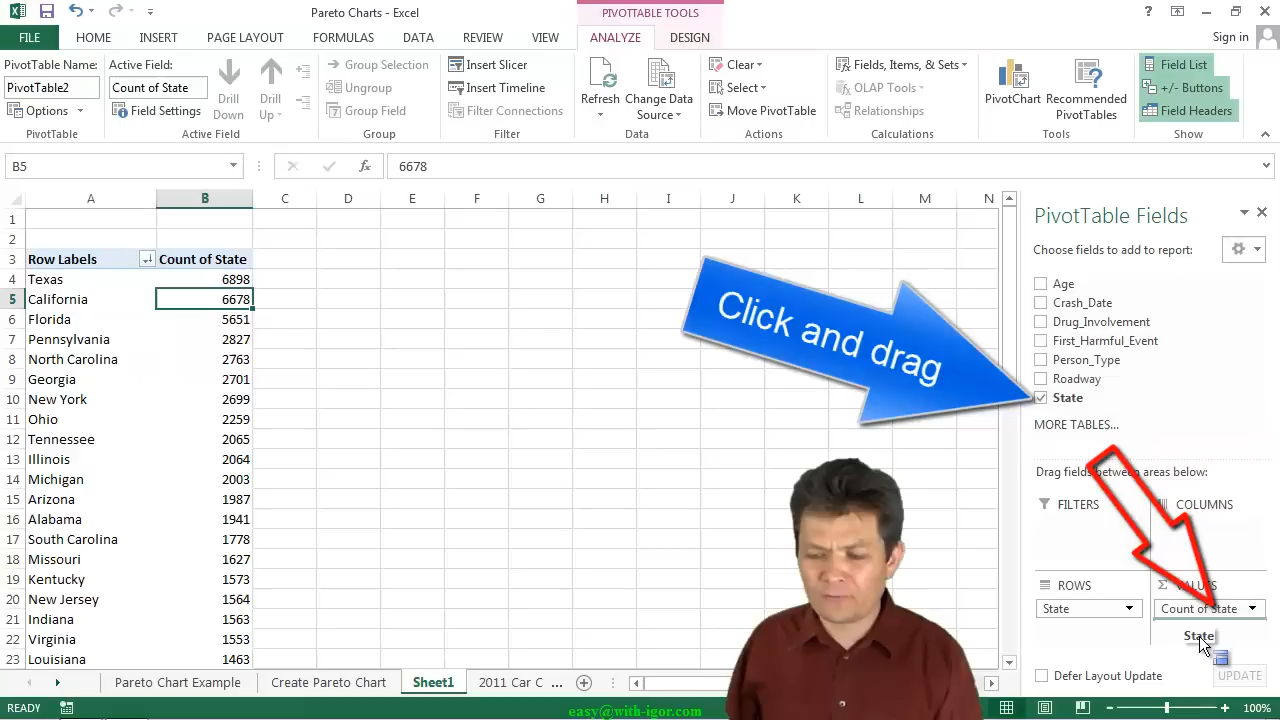 Pareto Charts - Excel
PIVOTTABLE TOOLS
Sign in
FILE HOME INSERT PAGE LAYOUT FORMULAS DATA REVIEW VIEW ANALYZE DESIGN
PivotTable Name:
PivotTable2
Options
PivotTable
Active Field:
Count of State
Field Settings
Drill Down
Drill Up
Active Field
Group Selection
Ungroup
Group Field
Group
Insert Slicer
Insert Timeline
Filter Connections
Filter
Refresh
Change Data Source
Data
Clear
Select
Move PivotTable
Actions
Fields, Items, & Sets
OLAP Tools
Relationships
Calculations
PivotChart
Recommended PivotTables
Tools
Field List
+/- Buttons
Field Headers
Show
B5
fx
6678
A B C D E F G H I J K L M N
1
2
3 Row Labels Count of State
4 Texas 6898
5 California 6678
6 Florida 5651
7 Pennsylvania 2827
8 North Carolina 2763
9 Georgia 2701
10 New York 2699
11 Ohio 2259
12 Tennessee 2065
13 Illinois 2064
14 Michigan 2003
15 Arizona 1987
16 Alabama 1941
17 South Carolina 1778
18 Missouri 1627
19 Kentucky 1573
20 New Jersey 1564
21 Indiana 1563
22 Virginia 1553
23 Louisiana 1463
Click and drag
PivotTable Fields
Choose fields to add to report:
Age
Crash_Date
Drug_Involvement
First_Harmful_Event
Person_Type
Roadway
State
MORE TABLES...
Drag fields between areas below:
FILTERS
COLUMNS
ROWS
Σ VALUES
State
Count of State
State
Defer Layout Update
UPDATE
Pareto Chart Example
Create Pareto Chart
Sheet1
2011 Car C ...
READY
easy@with-igor.com
100%